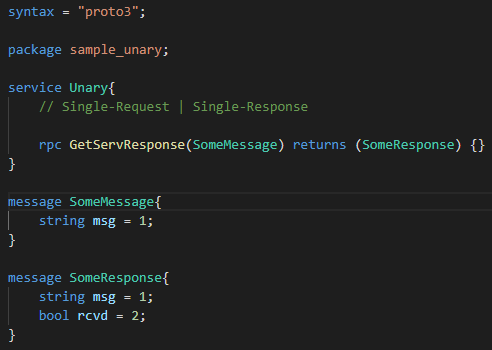 syntax = "proto3";
package sample_unary;
service Unary{
// Single-Request | Single-Response
rpc GetServResponse(SomeMessage) returns (SomeResponse) {}
}
message SomeMessage{
string msg = 1;
}
message SomeResponse{
string msg = 1;
bool rcvd = 2;
}